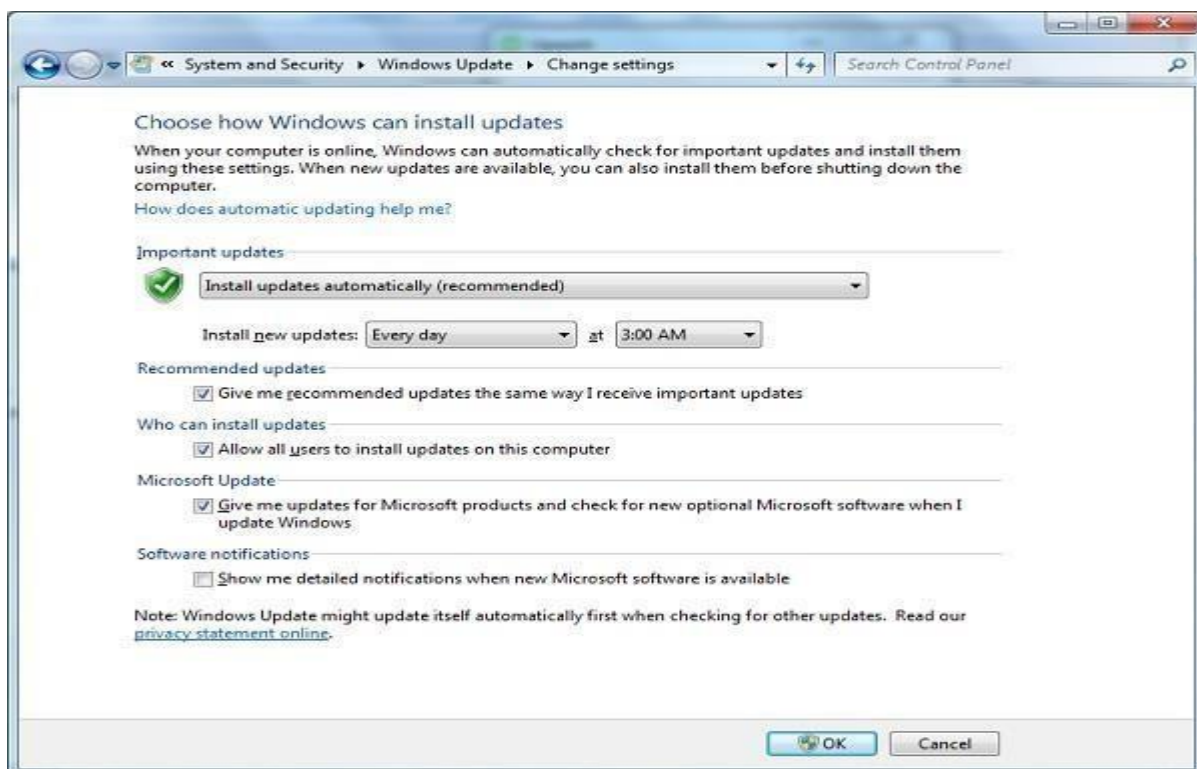 « System and Security ▸ Windows Update ▸ Change settings
Search Control Panel
Choose how Windows can install updates
When your computer is online, Windows can automatically check for important updates and install them
using these settings. When new updates are available, you can also install them before shutting down the
computer.
How does automatic updating help me?
Important updates
Install updates automatically (recommended)
Install new updates: Every day at 3:00 AM
Recommended updates
Give me recommended updates the same way I receive important updates
Who can install updates
Allow all users to install updates on this computer
Microsoft Update
Give me updates for Microsoft products and check for new optional Microsoft software when I
update Windows
Software notifications
Show me detailed notifications when new Microsoft software is available
Note: Windows Update might update itself automatically first when checking for other updates. Read our
privacy statement online.
OK Cancel